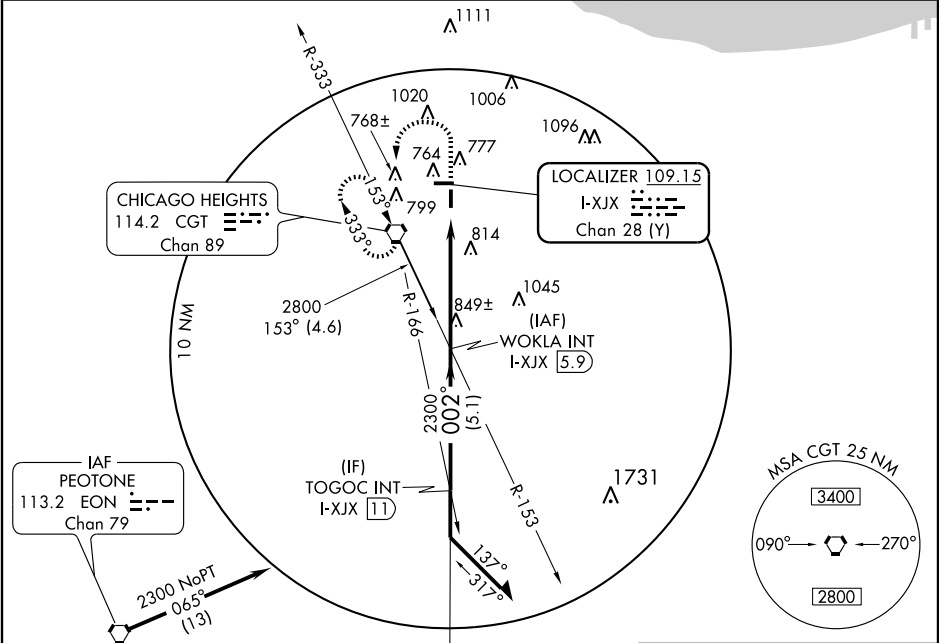 1111
R-333
1020
1006
768±
1096
764
777
CHICAGO HEIGHTS
114.2 CGT
Chan 89
153°
333°
799
LOCALIZER 109.15
I-XJX
Chan 28 (Y)
814
2800
153° (4.6)
R-166
1045
849±
(IAF)
WOKLA INT
I-XJX 5.9
10 NM
2300
002°
(5.1)
IAF
PEOTONE
113.2 EON
Chan 79
(IF)
TOGOC INT
I-XJX 11
R-153
1731
MSA CGT 25 NM
3400
090°
270°
2800
137°
317°
2300 NoPT
065°
(13)